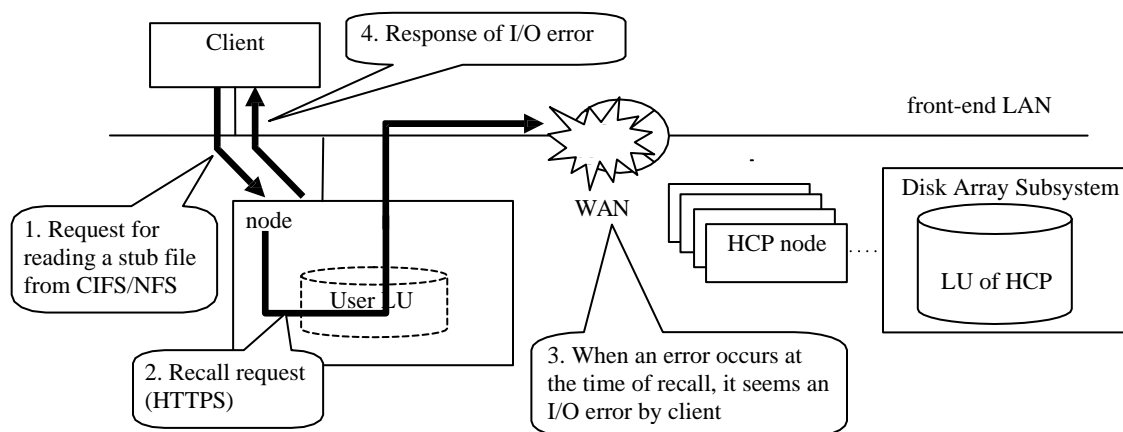 Client
4. Response of I/O error
front-end LAN
WAN
Disk Array Subsystem
node
1. Request for
reading a stub file
from CIFS/NFS
HCP node
LU of HCP
User LU
2. Recall request
(HTTPS)
3. When an error occurs at
the time of recall, it seems an
I/O error by client